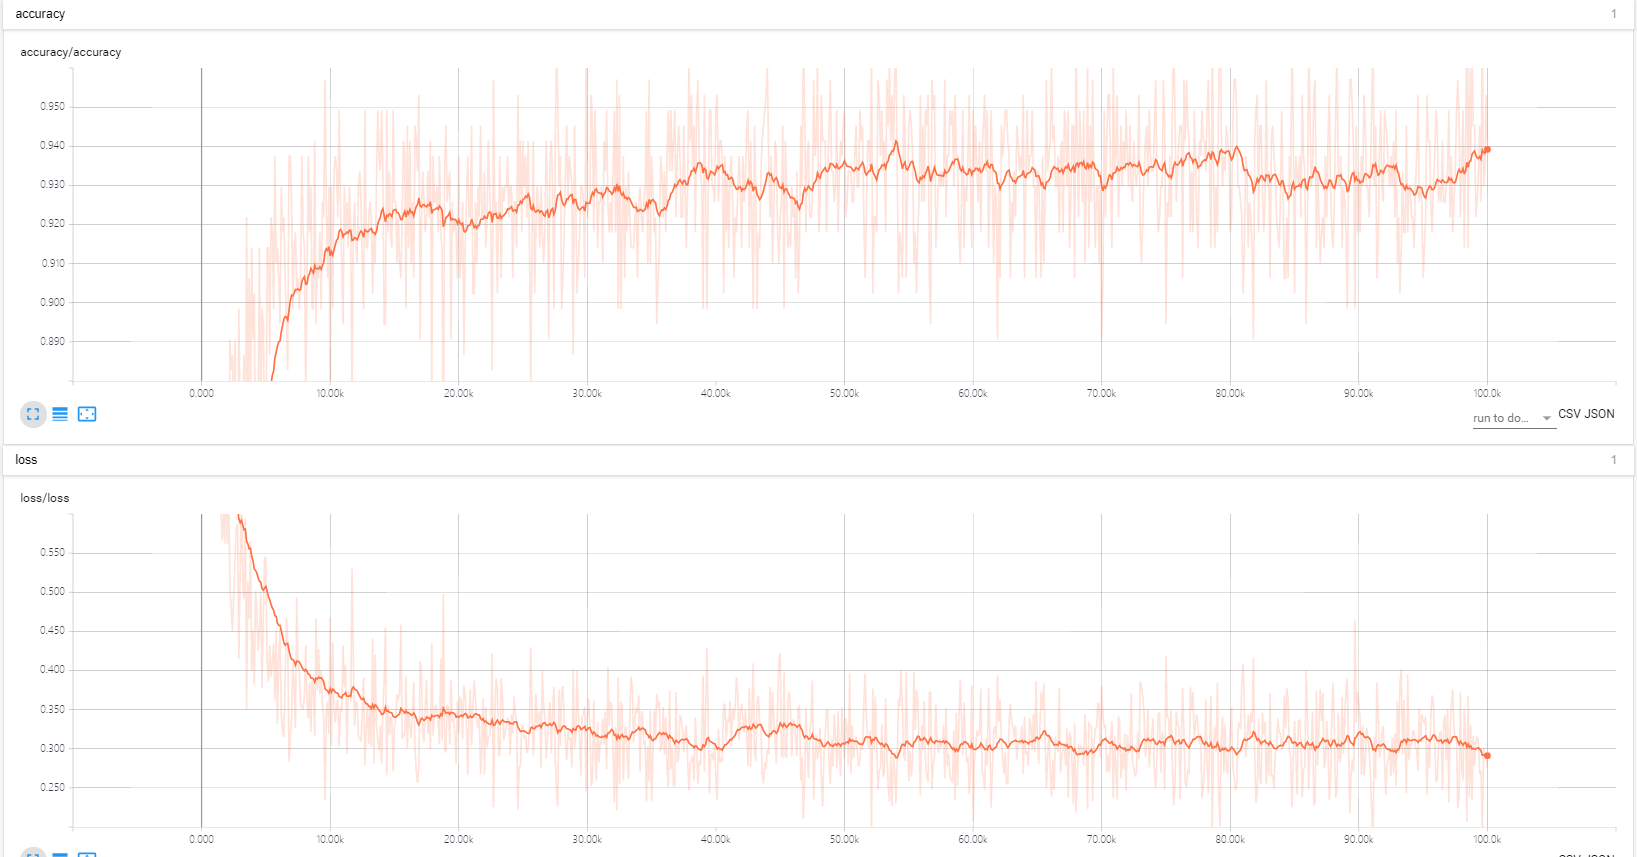 accuracy 1
accuracy/accuracy
0.950
0.940
0.930
0.920
0.910
0.900
0.890
0.000 10.00k 20.00k 30.00k 40.00k 50.00k 60.00k 70.00k 80.00k 90.00k 100.0k
run to do... CSV JSON
loss 1
loss/loss
0.550
0.500
0.450
0.400
0.350
0.300
0.250
0.000 10.00k 20.00k 30.00k 40.00k 50.00k 60.00k 70.00k 80.00k 90.00k 100.0k
CSV JSON